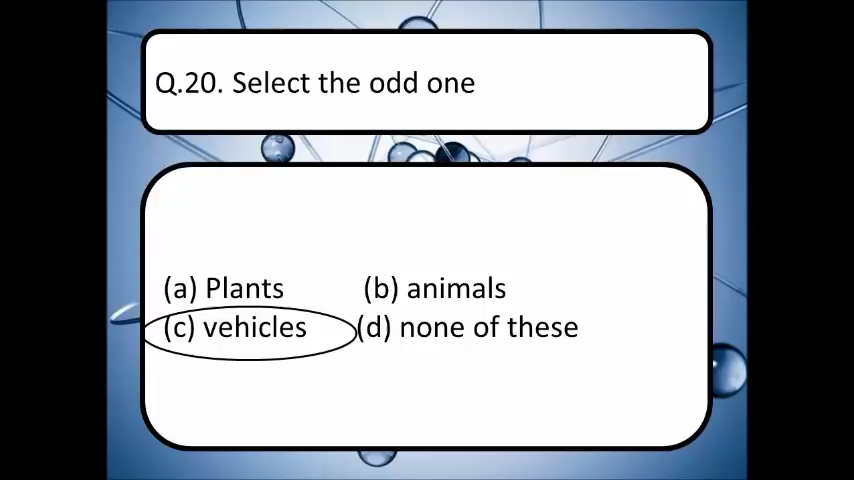 Q.20. Select the odd one
(a) Plants (b) animals
(c) vehicles (d) none of these